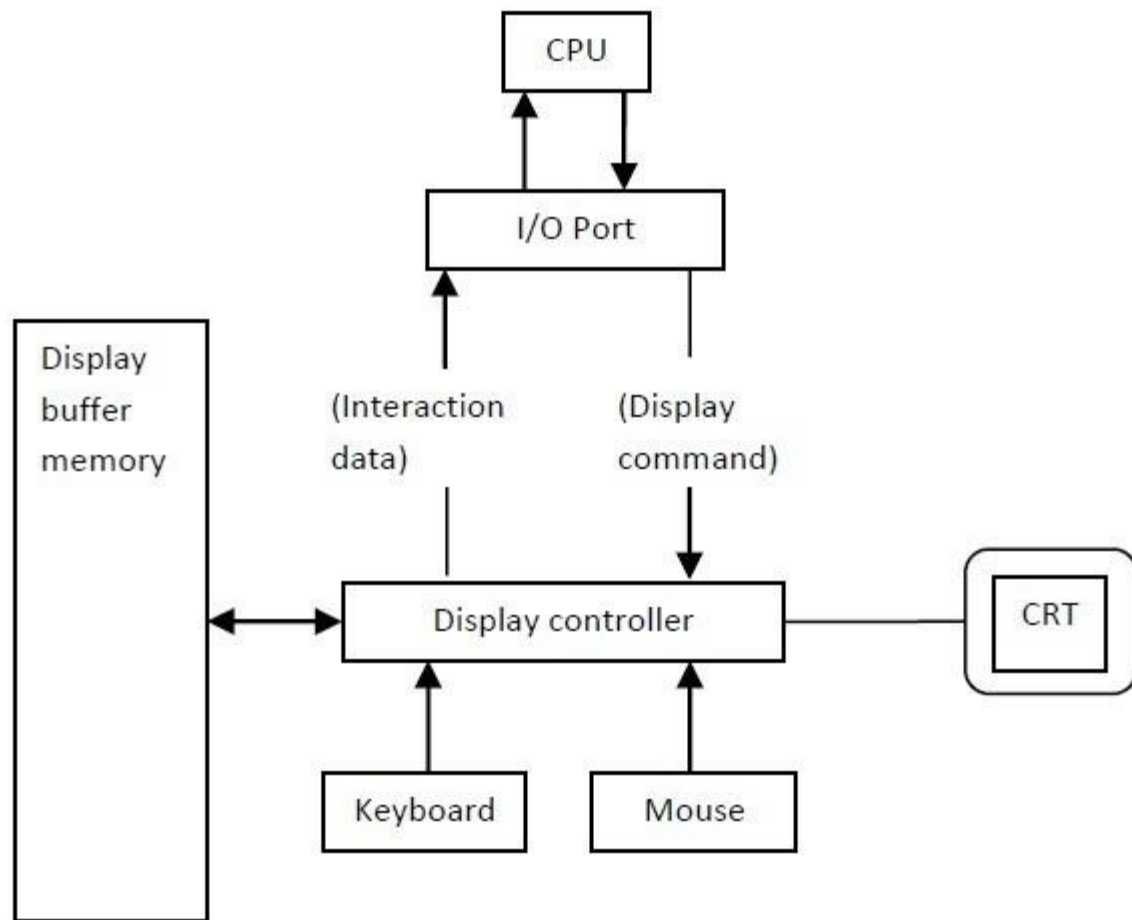 CPU
I/O Port
Display
buffer
memory
(Interaction
data)
(Display
command)
Display controller
CRT
Keyboard
Mouse